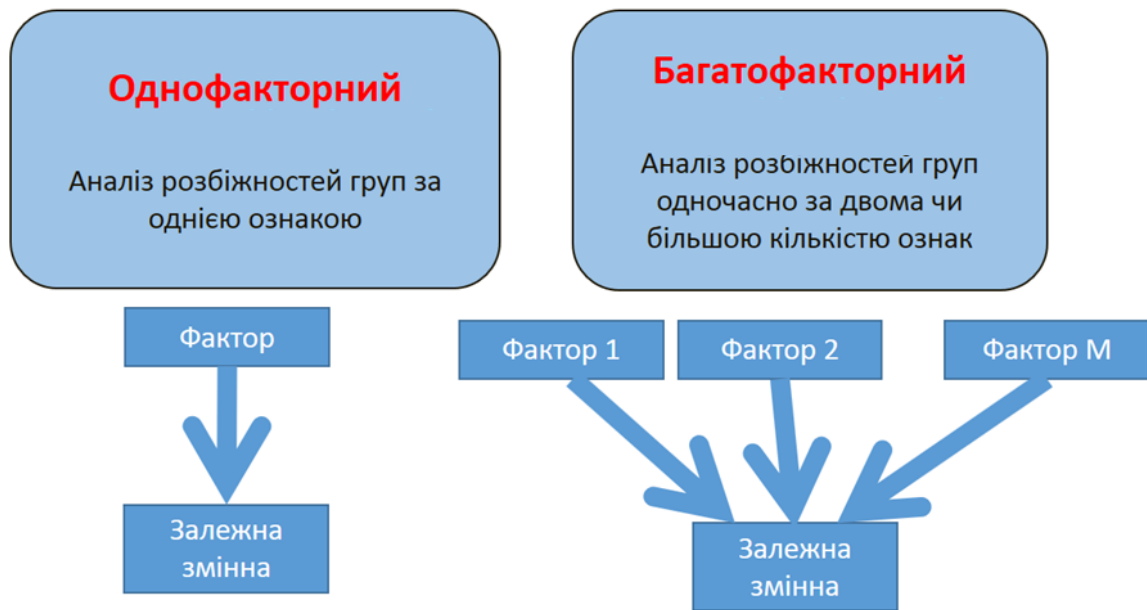 Однофакторний
Аналіз розбіжностей груп за
однією ознакою
Багатофакторний
Аналіз розбіжностей груп
одночасно за двома чи
більшою кількістю ознак
Фактор
Залежна
змінна
Фактор 1
Фактор 2
Фактор М
Залежна
змінна